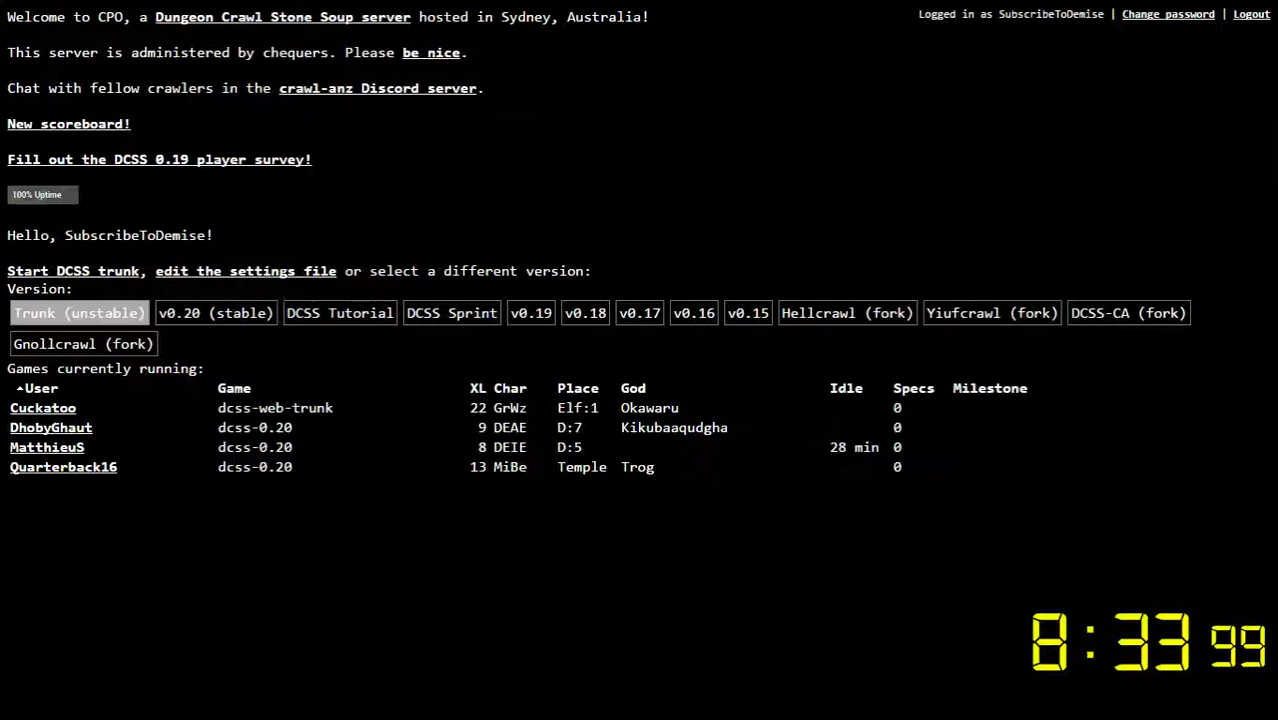 Welcome to CPO, a Dungeon Crawl Stone Soup server hosted in Sydney, Australia!
Logged in as SubscribeToDemise | Change password | Logout
This server is administered by chequers. Please be nice.
Chat with fellow crawlers in the crawl-anz Discord server.
New scoreboard!
Fill out the DCSS 0.19 player survey!
100% Uptime
Hello, SubscribeToDemise!
Start DCSS trunk, edit the settings file or select a different version:
Version:
Trunk (unstable) v0.20 (stable) DCSS Tutorial DCSS Sprint v0.19 v0.18 v0.17 v0.16 v0.15 Hellcrawl (fork) Yiufcrawl (fork) DCSS-CA (fork)
Gnollcrawl (fork)
Games currently running:
User Game XL Char Place God Idle Specs Milestone
Cuckatoo dcss-web-trunk 22 GrWz Elf:1 Okawaru 0
DhobyGhaut dcss-0.20 9 DEAE D:7 Kikubaaqudgha 0
MatthieuS dcss-0.20 8 DEIE D:5 28 min 0
Quarterback16 dcss-0.20 13 MiBe Temple Trog 0
8:33 99